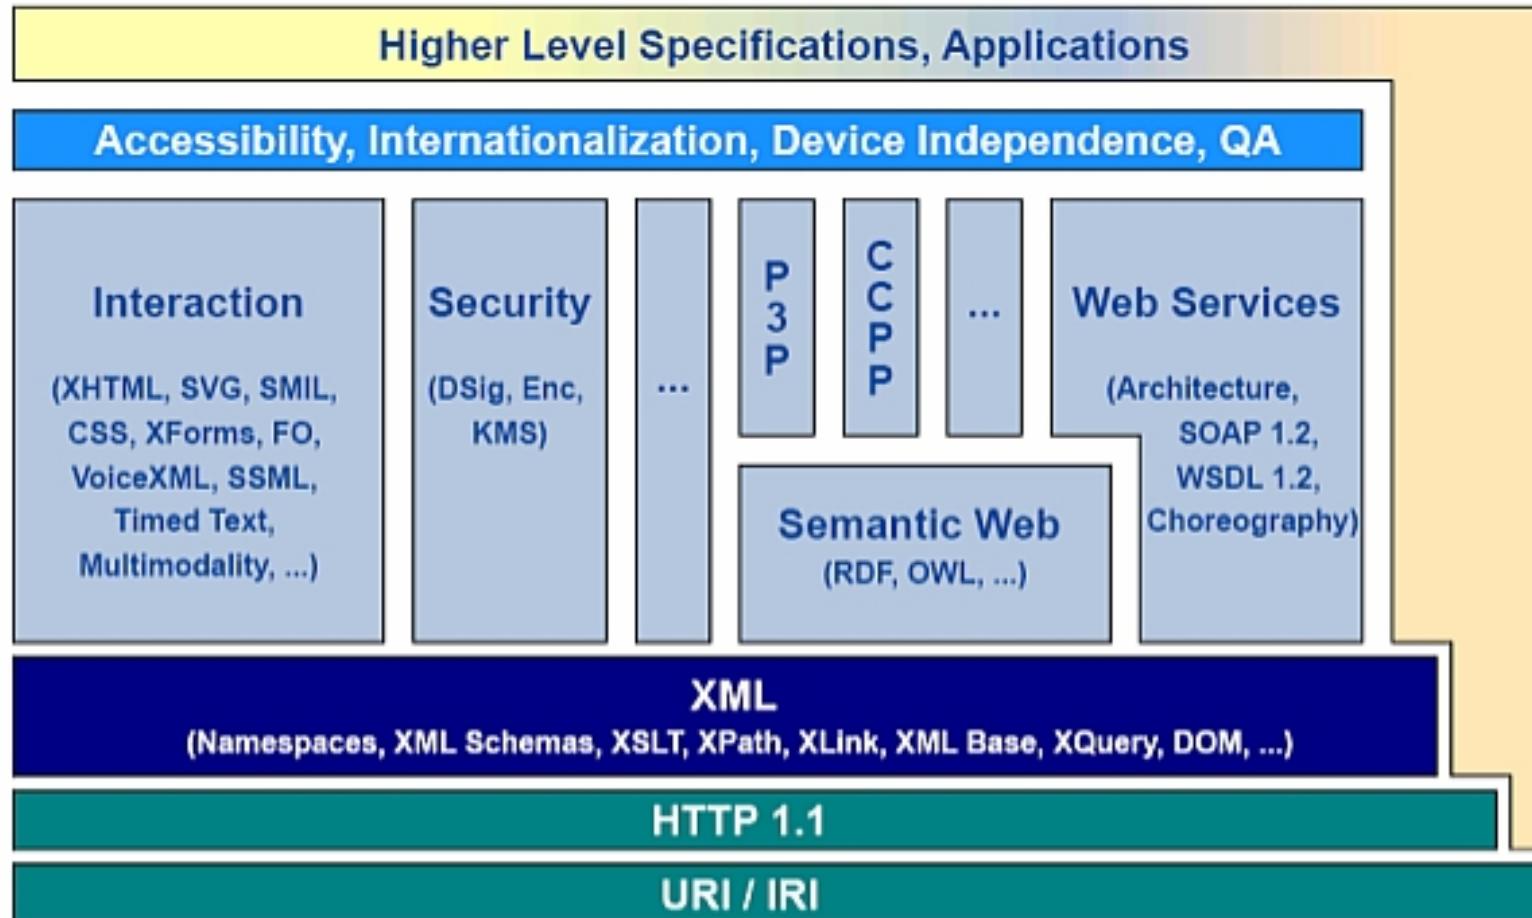 Higher Level Specifications, Applications
Accessibility, Internationalization, Device Independence, QA
Interaction
(XHTML, SVG, SMIL,
CSS, XForms, FO,
VoiceXML, SSML,
Timed Text,
Multimodality, ...)
Security
(DSig, Enc,
KMS)
...
P
3
P
C
C
P
P
...
Web Services
(Architecture,
SOAP 1.2,
WSDL 1.2,
Choreography)
Semantic Web
(RDF, OWL, ...)
XML
(Namespaces, XML Schemas, XSLT, XPath, XLink, XML Base, XQuery, DOM, ...)
HTTP 1.1
URI / IRI